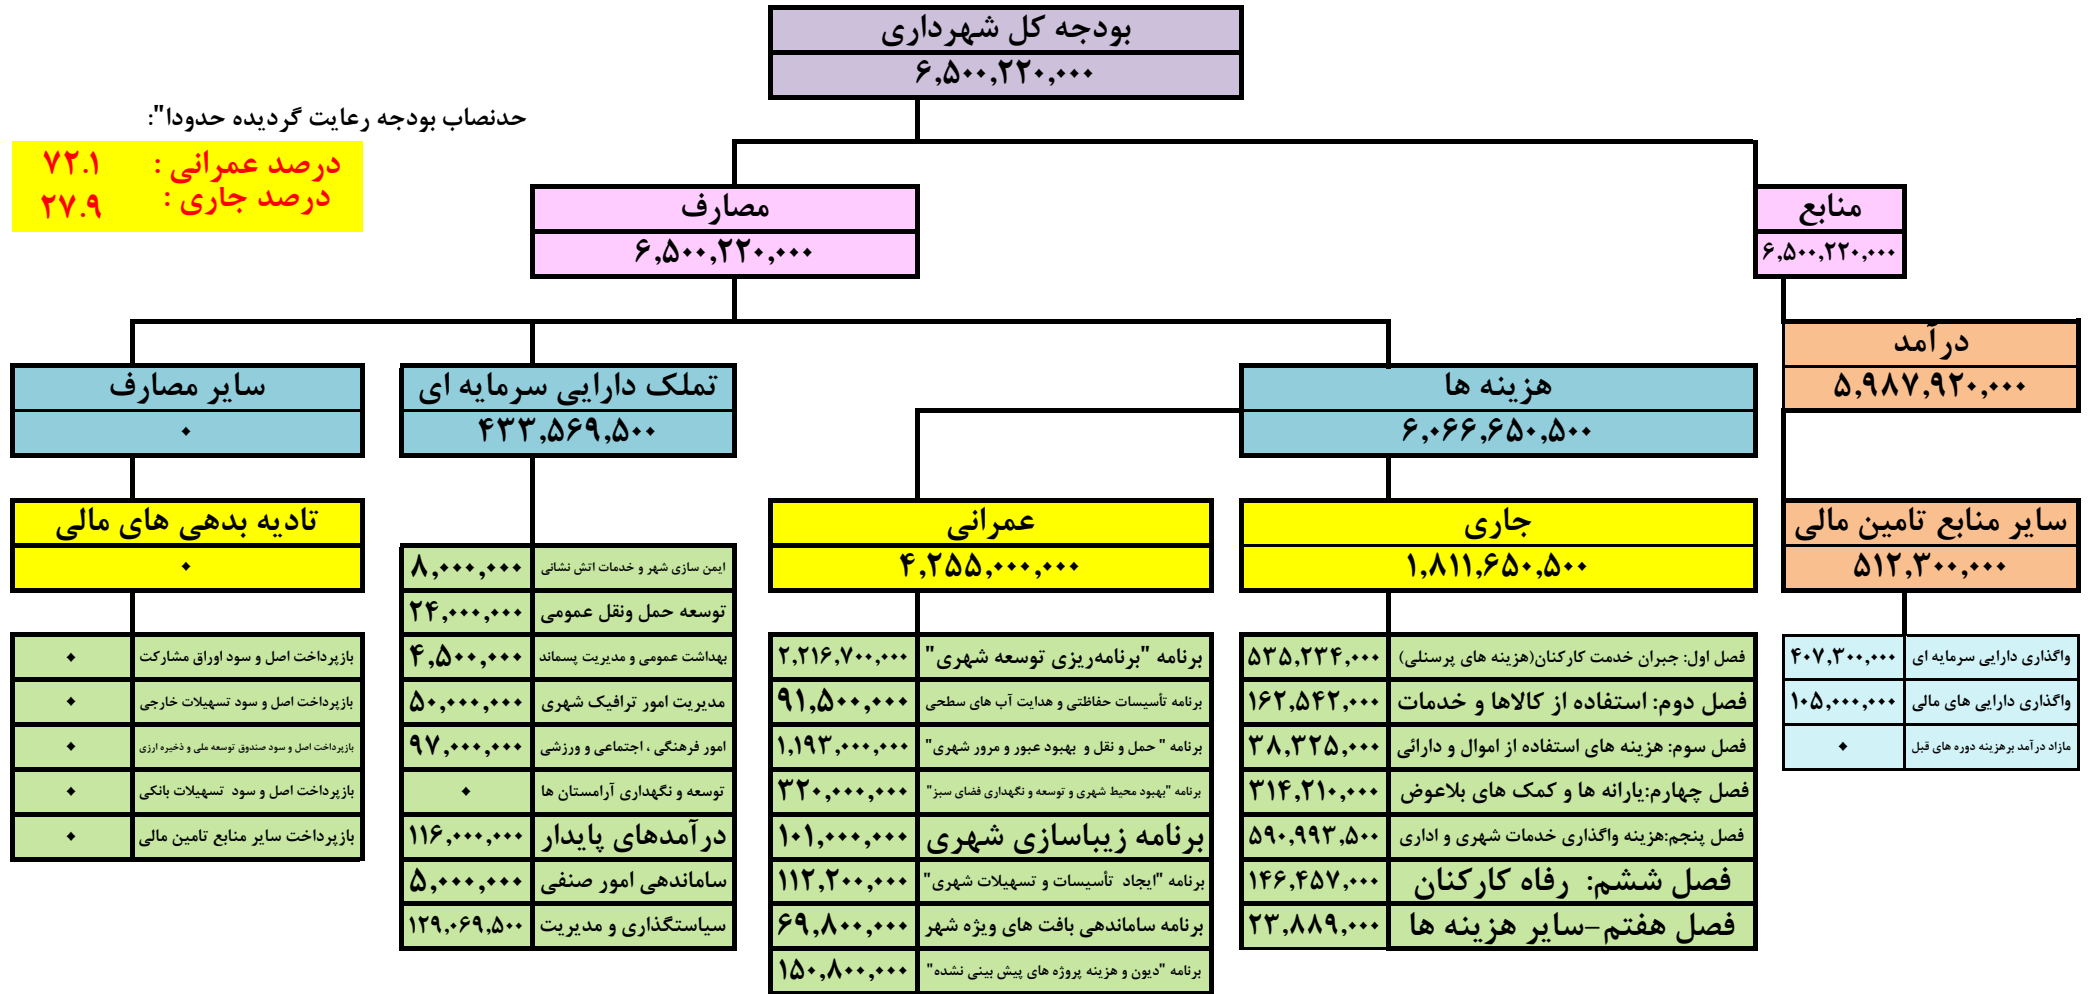 بودجه کل شهرداری
۶,۵۰۰,۲۲۰,۰۰۰
حدنصاب بودجه رعایت گردیده حدودا":
درصد عمرانی : ۷۲.۱
درصد جاری : ۲۷.۹
منابع
۶,۵۰۰,۲۲۰,۰۰۰
مصارف
۶,۵۰۰,۲۲۰,۰۰۰
درآمد
۵,۹۸۷,۹۲۰,۰۰۰
سایر منابع تامین مالی
۵۱۲,۳۰۰,۰۰۰
واگذاری دارایی سرمایه ای ۴۰۷,۳۰۰,۰۰۰
واگذاری دارایی های مالی ۱۰۵,۰۰۰,۰۰۰
مازاد درآمد برهزینه دوره های قبل ۰
هزینه ها
۶,۰۶۶,۶۵۰,۵۰۰
جاری
۱,۸۱۱,۶۵۰,۵۰۰
فصل اول: جبران خدمت کارکنان(هزینه های پرسنلی) ۵۳۵,۲۳۴,۰۰۰
فصل دوم: استفاده از کالاها و خدمات ۱۶۲,۵۴۲,۰۰۰
فصل سوم: هزینه های استفاده از اموال و دارائی ۳۸,۳۲۵,۰۰۰
فصل چهارم:یارانه ها و کمک های بلاعوض ۳۱۴,۲۱۰,۰۰۰
فصل پنجم:هزینه واگذاری خدمات شهری و اداری ۵۹۰,۹۹۳,۵۰۰
فصل ششم: رفاه کارکنان ۱۴۶,۴۵۷,۰۰۰
فصل هفتم-سایر هزینه ها ۲۳,۸۸۹,۰۰۰
عمرانی
۴,۲۵۵,۰۰۰,۰۰۰
برنامه "برنامه‌ریزی توسعه شهری" ۲,۲۱۶,۷۰۰,۰۰۰
برنامه تأسیسات حفاظتی و هدایت آب های سطحی ۹۱,۵۰۰,۰۰۰
برنامه " حمل و نقل و بهبود عبور و مرور شهری" ۱,۱۹۳,۰۰۰,۰۰۰
برنامه "بهبود محیط شهری و توسعه و نگهداری فضای سبز" ۳۲۰,۰۰۰,۰۰۰
برنامه زیباسازی شهری ۱۰۱,۰۰۰,۰۰۰
برنامه "ایجاد تأسیسات و تسهیلات شهری" ۱۱۲,۲۰۰,۰۰۰
برنامه ساماندهی بافت های ویژه شهر ۶۹,۸۰۰,۰۰۰
برنامه "دیون و هزینه پروژه های پیش بینی نشده" ۱۵۰,۸۰۰,۰۰۰
تملک دارایی سرمایه ای
۴۳۳,۵۶۹,۵۰۰
ایمن سازی شهر و خدمات اتش نشانی ۸,۰۰۰,۰۰۰
توسعه حمل ونقل عمومی ۲۴,۰۰۰,۰۰۰
بهداشت عمومی و مدیریت پسماند ۴,۵۰۰,۰۰۰
مدیریت امور ترافیک شهری ۵۰,۰۰۰,۰۰۰
امور فرهنگی ، اجتماعی و ورزشی ۹۷,۰۰۰,۰۰۰
توسعه و نگهداری آرامستان ها ۰
درآمدهای پایدار ۱۱۶,۰۰۰,۰۰۰
ساماندهی امور صنفی ۵,۰۰۰,۰۰۰
سیاستگذاری و مدیریت ۱۲۹,۰۶۹,۵۰۰
سایر مصارف
۰
تادیه بدهی های مالی
۰
بازپرداخت اصل و سود اوراق مشارکت ۰
بازپرداخت اصل و سود تسهیلات خارجی ۰
بازپرداخت اصل و سود صندوق توسعه ملی و ذخیره ارزی ۰
بازپرداخت اصل و سود تسهیلات بانکی ۰
بازپرداخت سایر منابع تامین مالی ۰